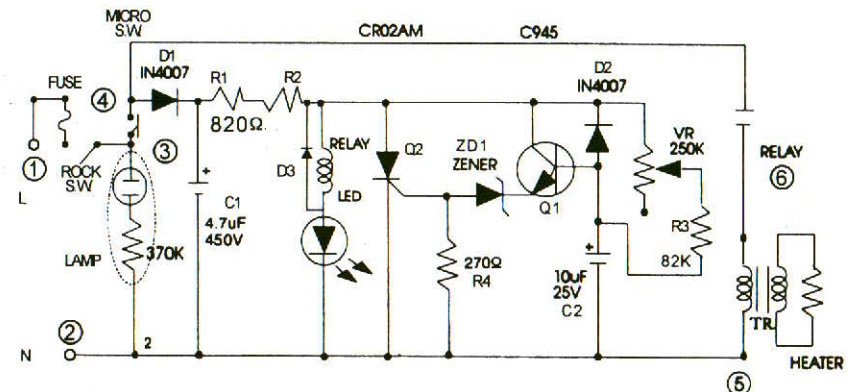 MICRO
S.W.
CR02AM
C945
D1
IN4007
D2
IN4007
FUSE
4
R1
R2
820Ω
1
L
ROCK
S.W.
3
RELAY
D3
LED
Q2
ZD1
ZENER
Q1
VR
250K
RELAY
6
+
C1
4.7uF
450V
LAMP
370K
270Ω
R4
+
10uF
25V
C2
R3
82K
TR.
HEATER
N
2
2
5